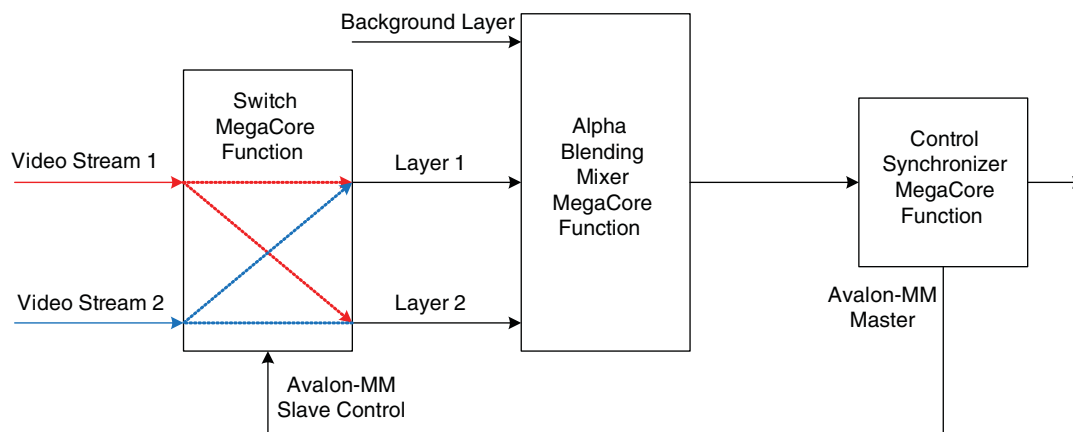 Background Layer
Switch
MegaCore
Function
Video Stream 1
Video Stream 2
Layer 1
Layer 2
Avalon-MM
Slave Control
Alpha
Blending
Mixer
MegaCore
Function
Control
Synchronizer
MegaCore
Function
Avalon-MM
Master